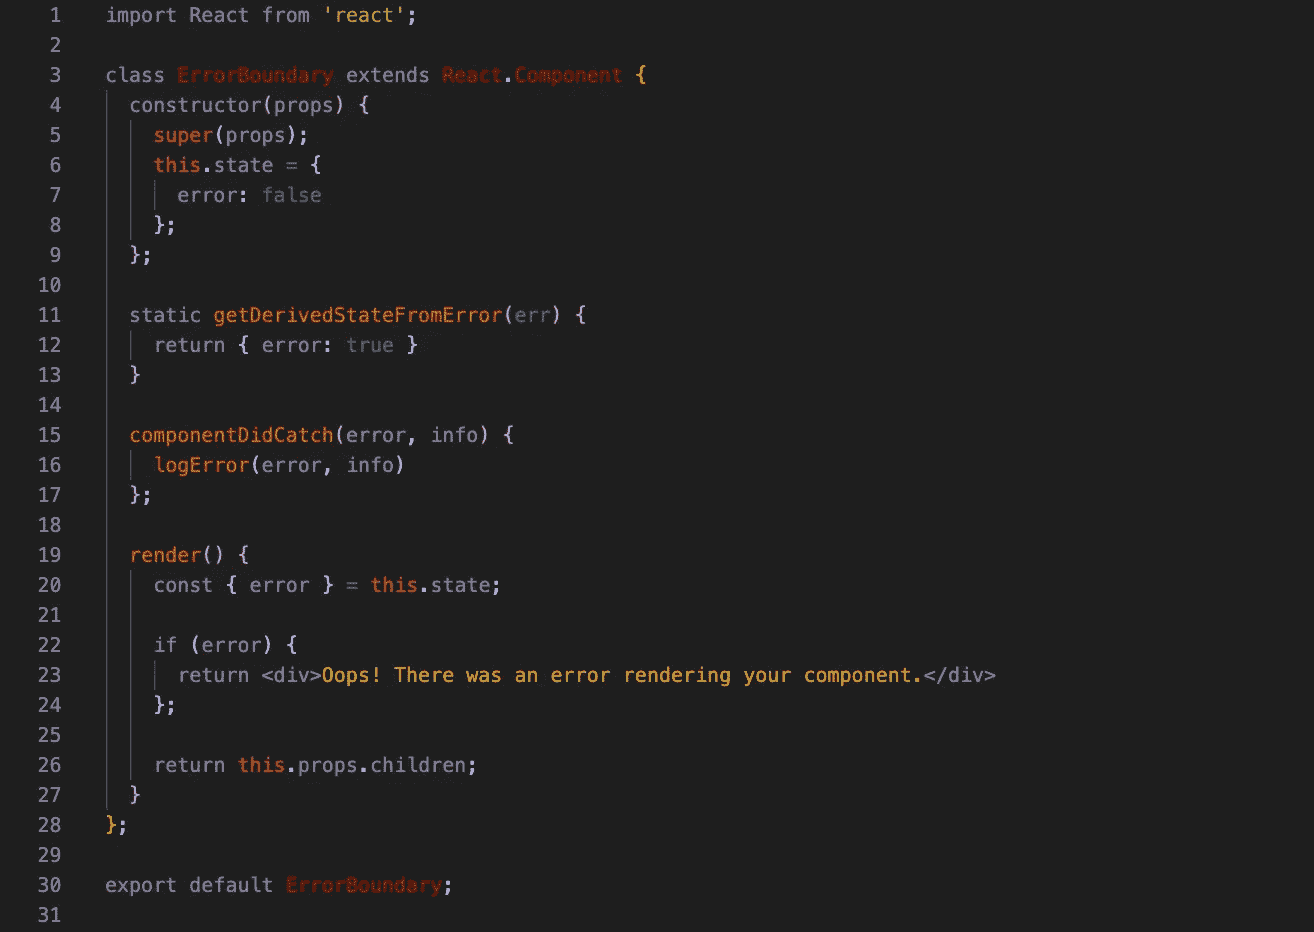 1 import React from 'react';
2
3 class ErrorBoundary extends React.Component {
4 constructor(props) {
5 super(props);
6 this.state = {
7 error: false
8 };
9 };
10
11 static getDerivedStateFromError(err) {
12 return { error: true }
13 }
14
15 componentDidCatch(error, info) {
16 logError(error, info)
17 };
18
19 render() {
20 const { error } = this.state;
21
22 if (error) {
23 return <div>Oops! There was an error rendering your component.</div>
24 };
25
26 return this.props.children;
27 }
28 };
29
30 export default ErrorBoundary;
31